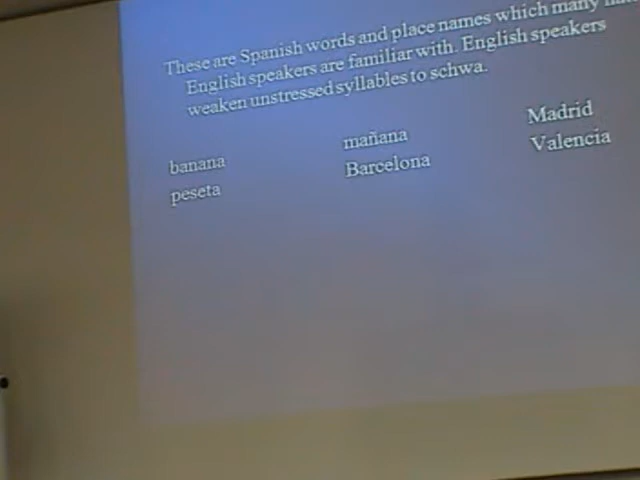 These are Spanish words and place names which many
English speakers are familiar with. English speakers
weaken unstressed syllables to schwa.
banana mañana Madrid
peseta Barcelona Valencia